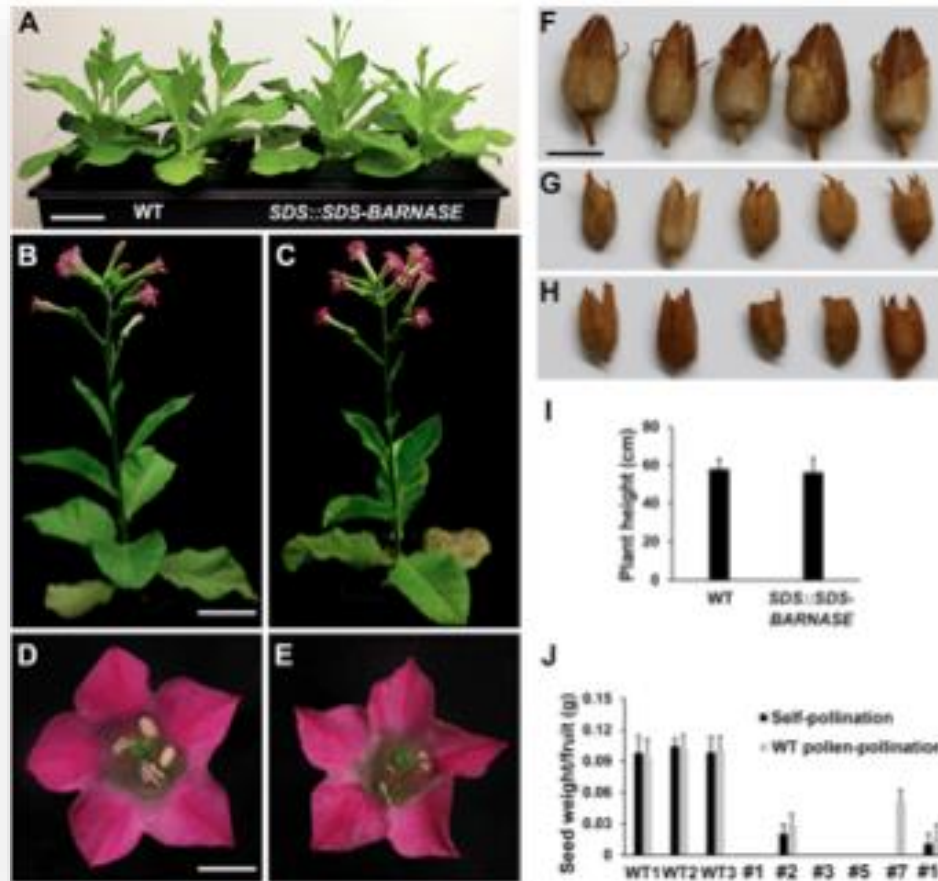 A
WT
SDS::SDS-BARNASE
B
C
D
E
F
G
H
I
Plant height (cm)
80
60
40
20
0
WT
SDS::SDS-
BARNASE
J
Seed weight/fruit (g)
0.15
0.12
0.09
0.06
0.03
0
Self-pollination
WT pollen-pollination
WT1 WT2 WT3 #1 #2 #3 #5 #7 #1